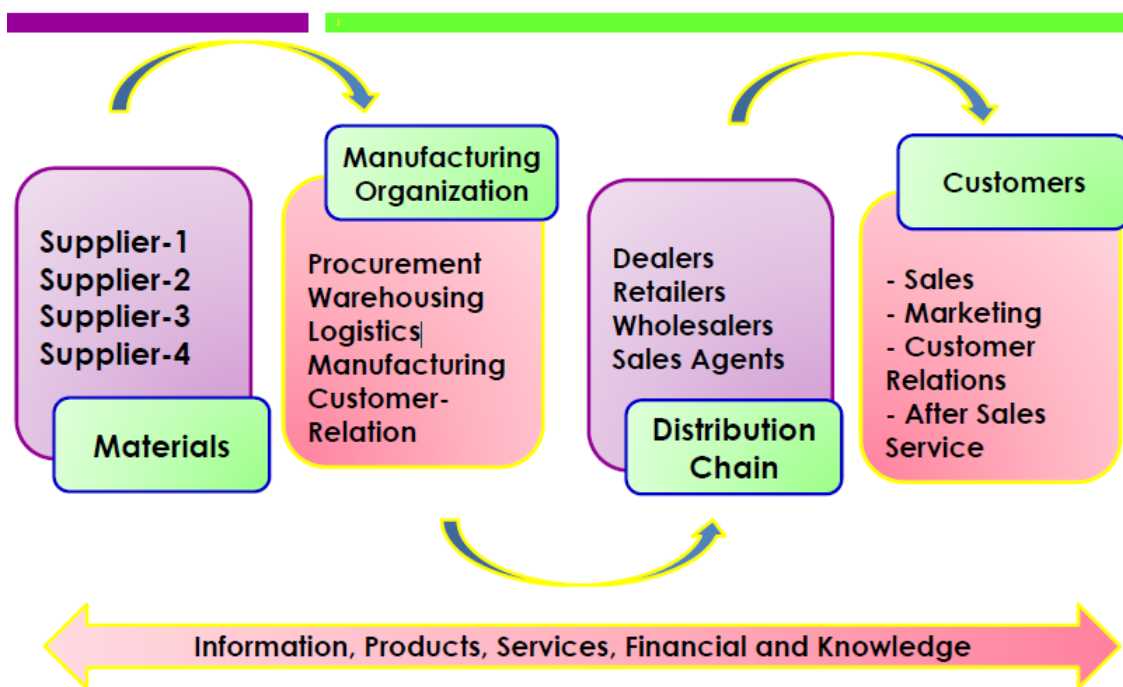 Supplier-1
Supplier-2
Supplier-3
Supplier-4
Materials
Manufacturing
Organization
Procurement
Warehousing
Logistics
Manufacturing
Customer-
Relation
Dealers
Retailers
Wholesalers
Sales Agents
Distribution
Chain
Customers
- Sales
- Marketing
- Customer
Relations
- After Sales
Service
Information, Products, Services, Financial and Knowledge